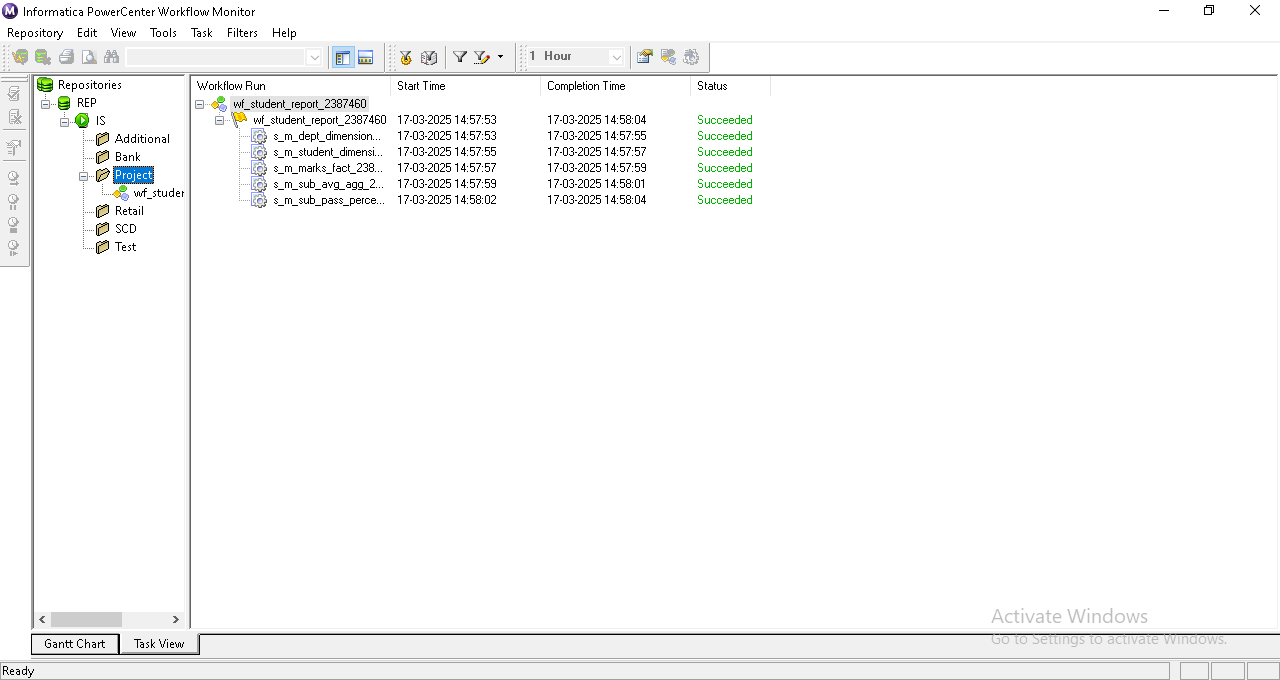 Informatica PowerCenter Workflow Monitor
Repository Edit View Tools Task Filters Help
1 Hour
Repositories
REP
IS
Additional
Bank
Project
wf_studer
Retail
SCD
Test
Workflow Run Start Time Completion Time Status
wf_student_report_2387460
wf_student_report_2387460 17-03-2025 14:57:53 17-03-2025 14:58:04 Succeeded
s_m_dept_dimension... 17-03-2025 14:57:53 17-03-2025 14:57:55 Succeeded
s_m_student_dimensi... 17-03-2025 14:57:55 17-03-2025 14:57:57 Succeeded
s_m_marks_fact_238... 17-03-2025 14:57:57 17-03-2025 14:57:59 Succeeded
s_m_sub_avg_agg_2... 17-03-2025 14:57:59 17-03-2025 14:58:01 Succeeded
s_m_sub_pass_perce... 17-03-2025 14:58:02 17-03-2025 14:58:04 Succeeded
Activate Windows
Go to Settings to activate Windows.
Gantt Chart Task View
Ready